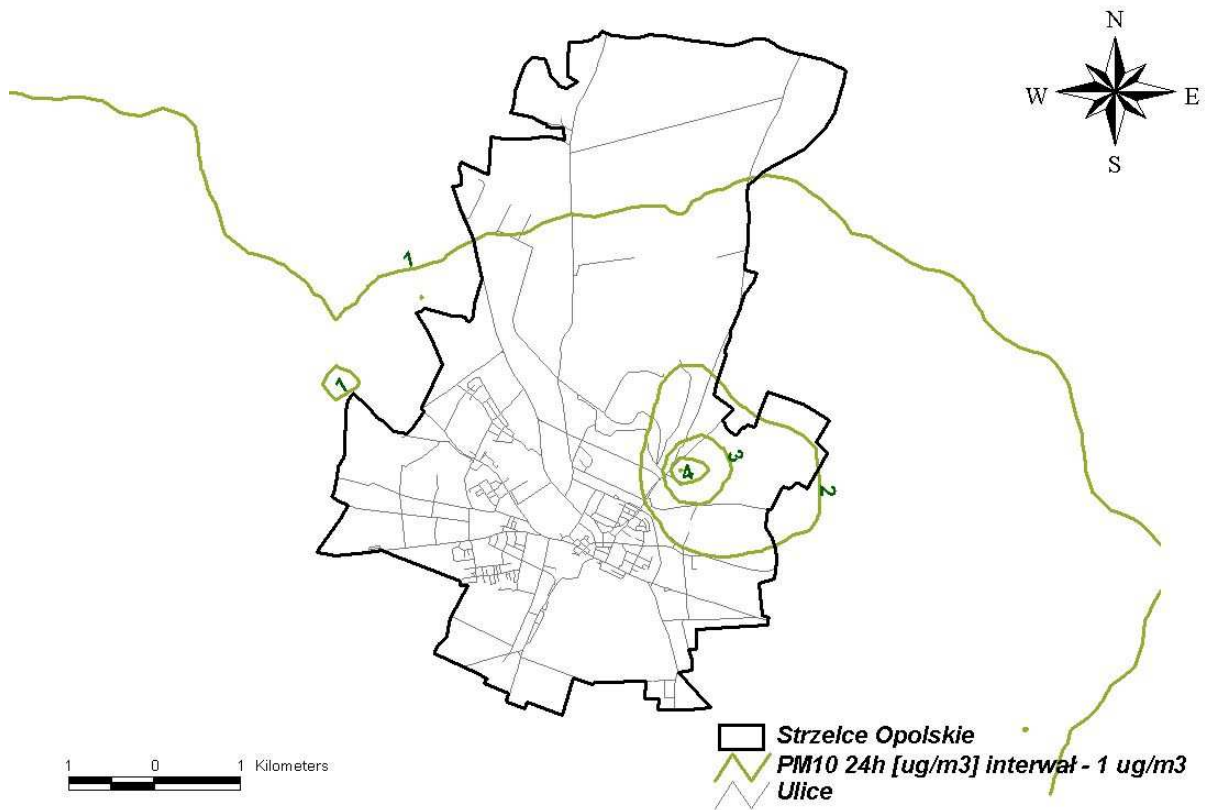 N
W E
S
1
1
3
4
2
Strzelce Opolskie
PM10 24h [ug/m3] interwał - 1 ug/m3
Ulice
1 0 1 Kilometers